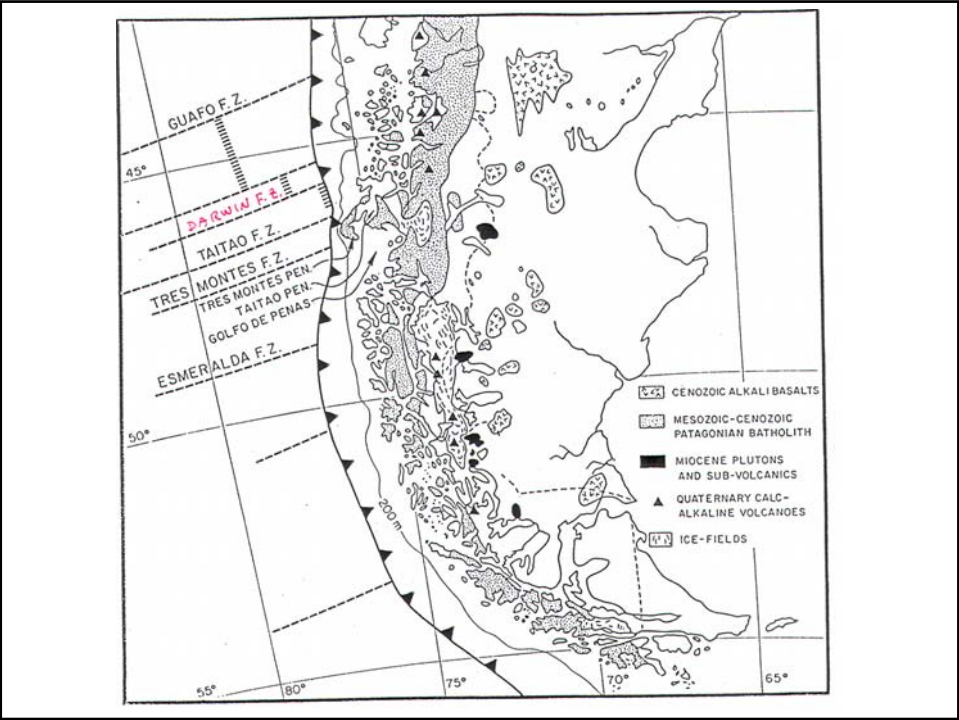 GUAFO F.Z.
45°
DARWIN F.Z.
TAITAO F.Z.
TRES MONTES F.Z.
TRES MONTES PEN.
TAITAO PEN.
GOLFO DE PENAS
ESMERALDA F.Z.
50°
200 m.
CENOZOIC ALKALI BASALTS
MESOZOIC-CENOZOIC
PATAGONIAN BATHOLITH
MIOCENE PLUTONS
AND SUB-VOLCANICS
QUATERNARY CALC-
ALKALINE VOLCANOES
ICE-FIELDS
55°
80°
75°
70°
65°